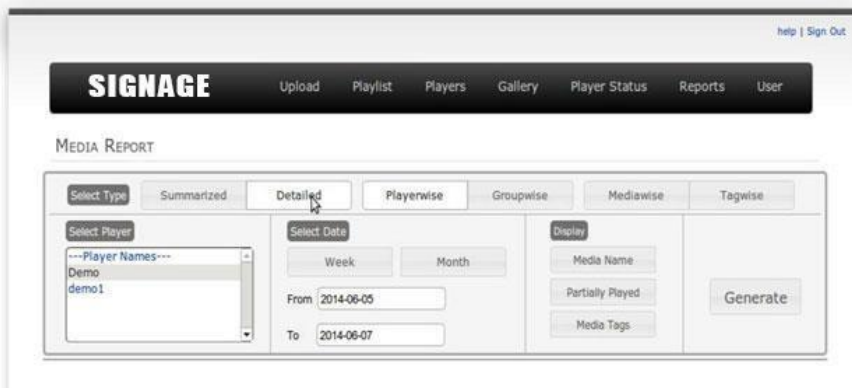 help | Sign Out
SIGNAGE Upload Playlist Players Gallery Player Status Reports User
MEDIA REPORT
Select Type Summarized Detailed Playerwise Groupwise Mediawise Tagwise
Select Player
---Player Names---
Demo
demo1
Select Date
Week Month
From 2014-06-05
To 2014-06-07
Display
Media Name
Partially Played
Media Tags
Generate